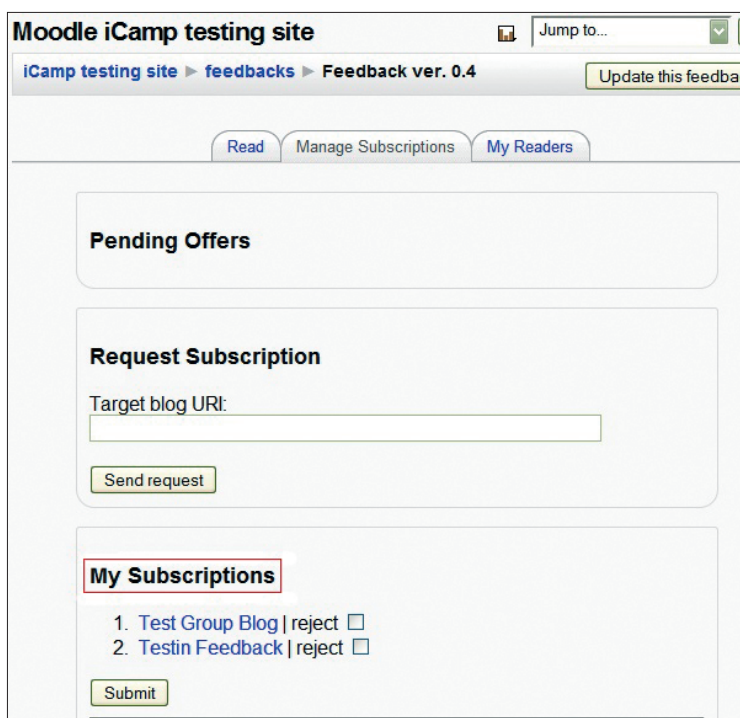 Moodle iCamp testing site
Jump to...
iCamp testing site ► feedbacks ► Feedback ver. 0.4
Update this feedba
Read
Manage Subscriptions
My Readers
Pending Offers
Request Subscription
Target blog URI:
Send request
My Subscriptions
1. Test Group Blog | reject
2. Testin Feedback | reject
Submit